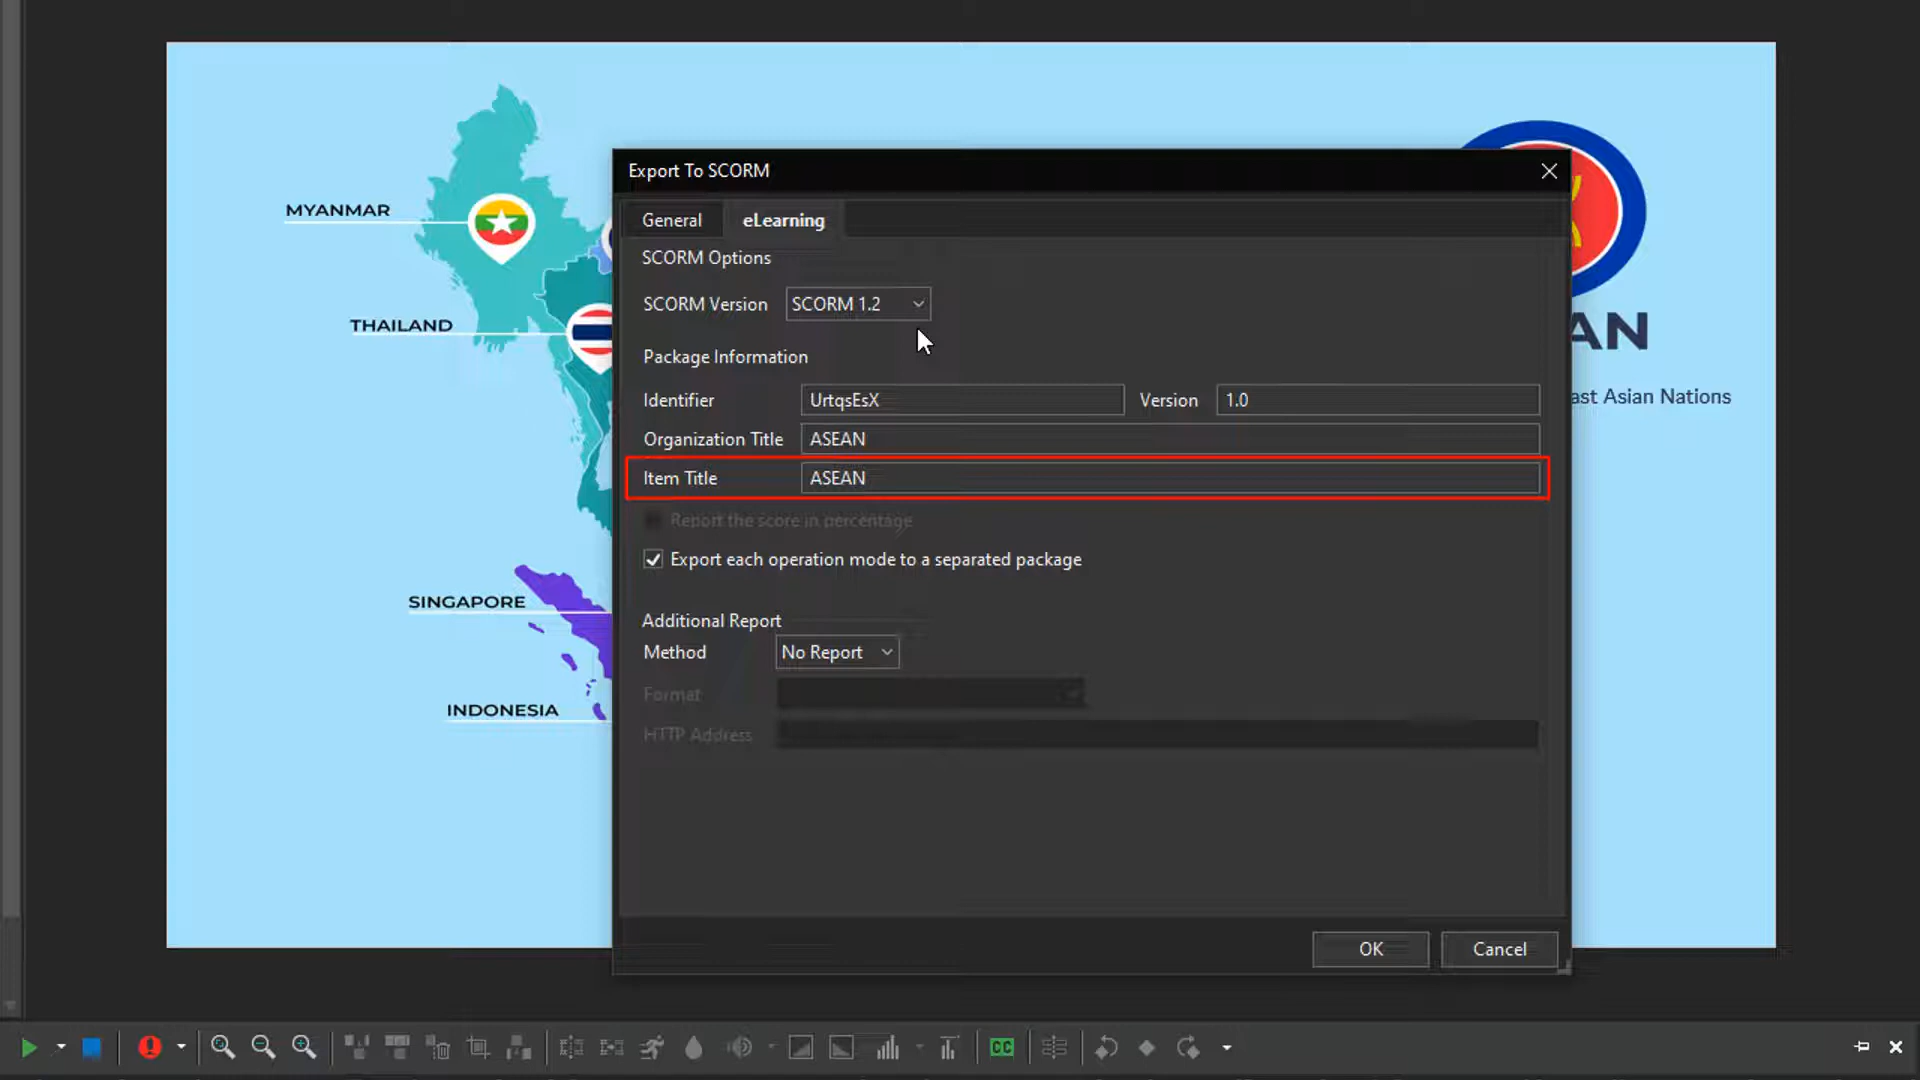 MYANMAR
THAILAND
SINGAPORE
INDONESIA
AN
ast Asian Nations
Export To SCORM
General eLearning
SCORM Options
SCORM Version SCORM 1.2
Package Information
Identifier UrtqsEsX Version 1.0
Organization Title ASEAN
Item Title ASEAN
Report the score in percentage
Export each operation mode to a separated package
Additional Report
Method No Report
Format
HTTP Address
OK Cancel
CC